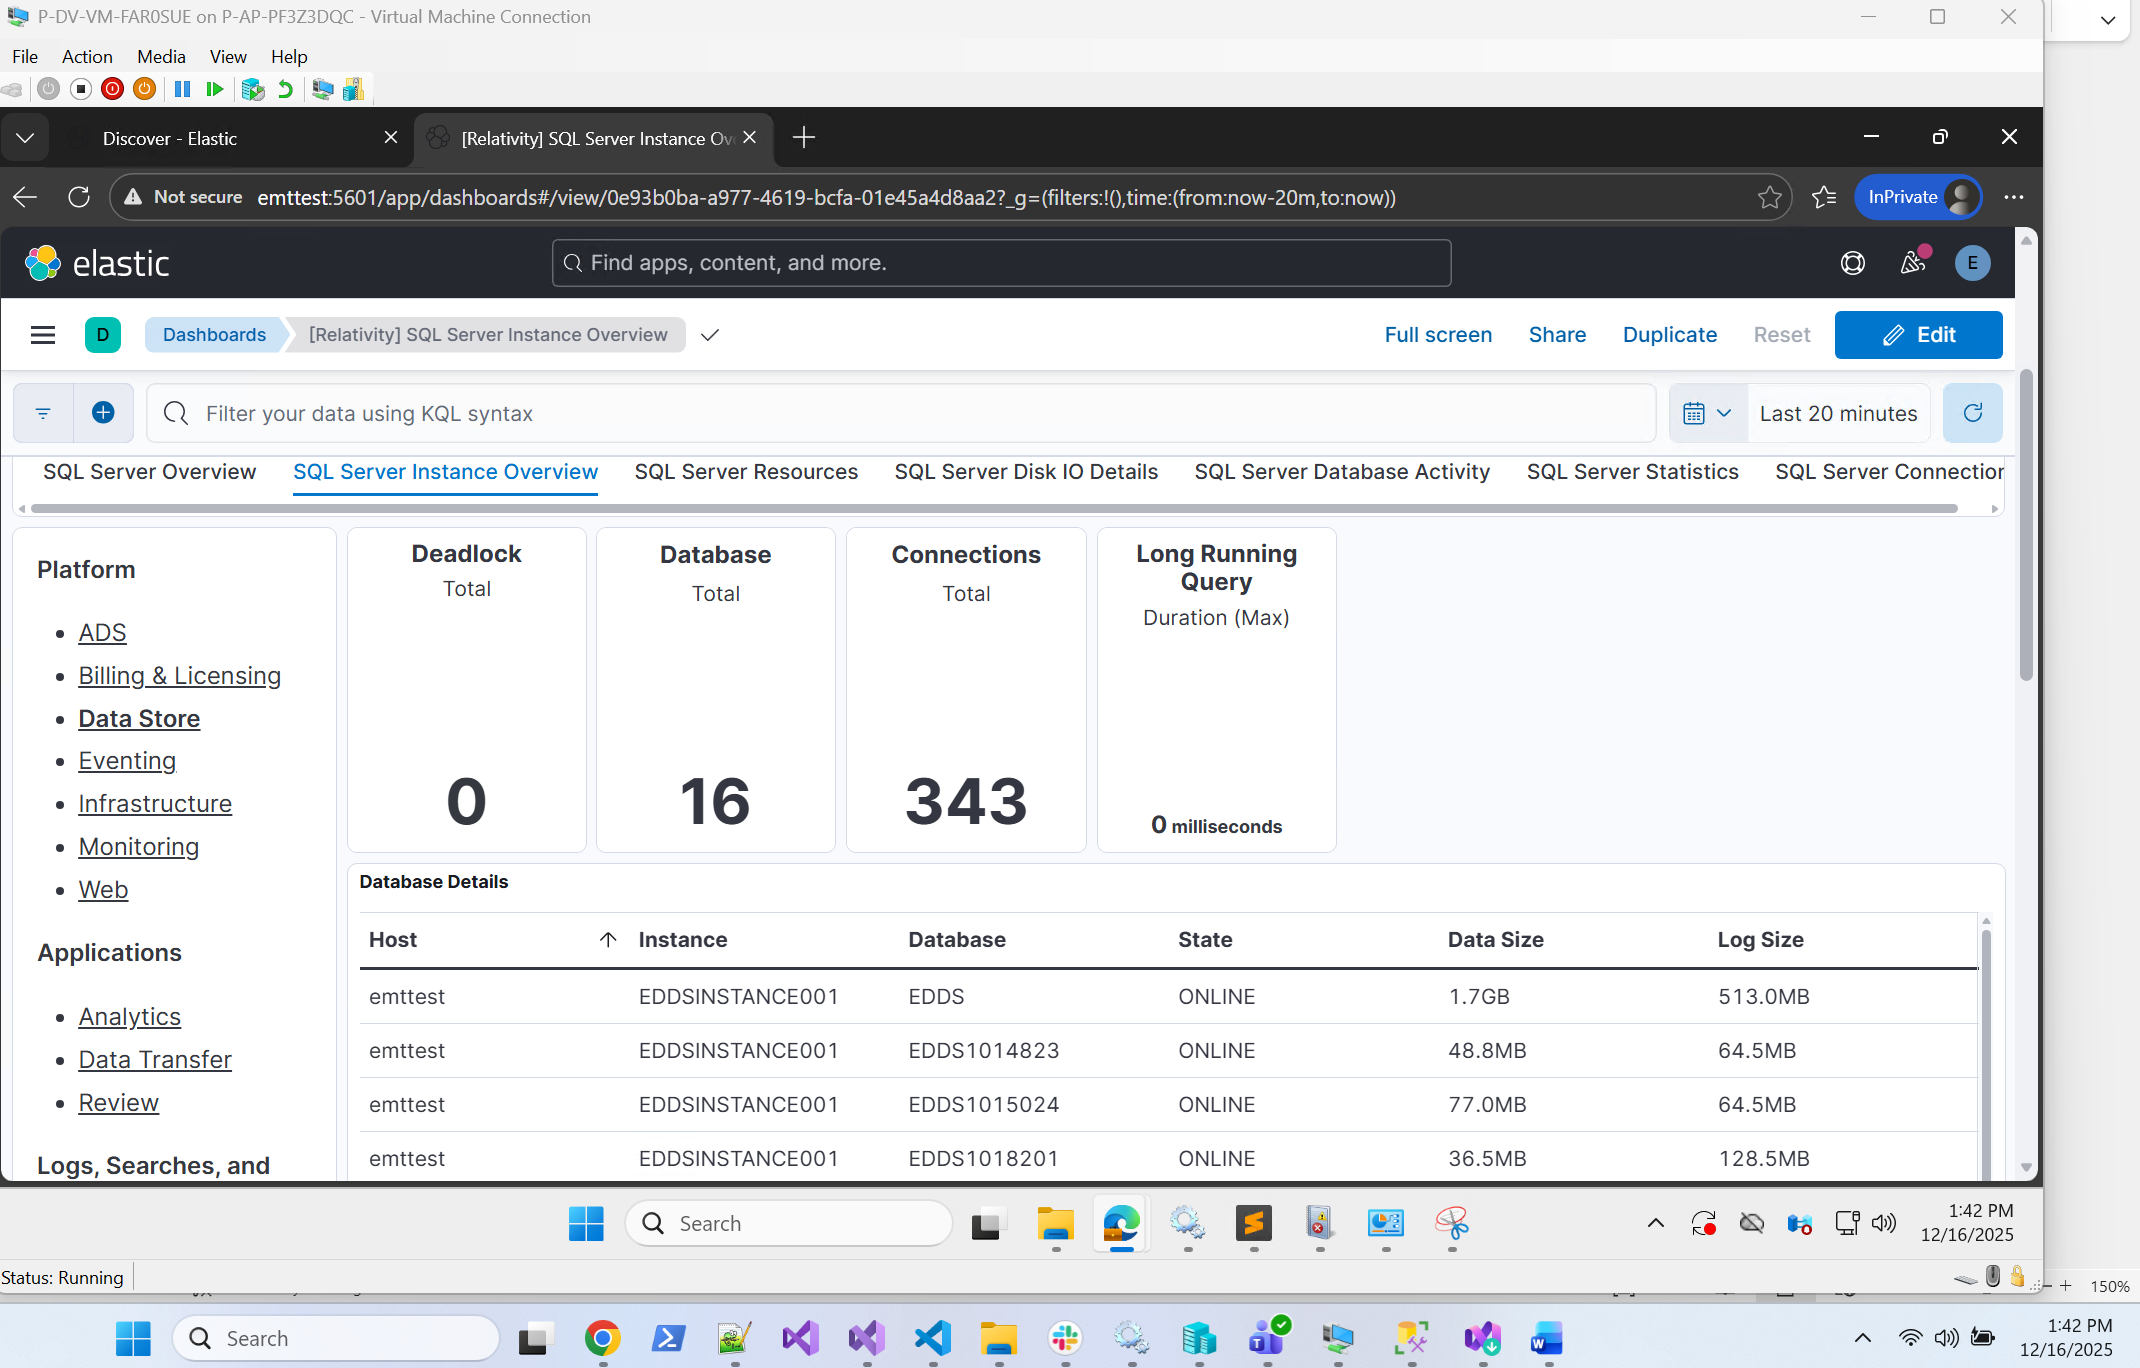 P-DV-VM-FAR0SUE on P-AP-PF3Z3DQC - Virtual Machine Connection
File Action Media View Help
Discover - Elastic
[Relativity] SQL Server Instance Ov
Not secure emttest:5601/app/dashboards#/view/0e93b0ba-a977-4619-bcfa-01e45a4d8aa2?_g=(filters:!(),time:(from:now-20m,to:now))
InPrivate
elastic
Find apps, content, and more.
E
D
Dashboards
[Relativity] SQL Server Instance Overview
Full screen Share Duplicate Reset Edit
Filter your data using KQL syntax
Last 20 minutes
SQL Server Overview SQL Server Instance Overview SQL Server Resources SQL Server Disk IO Details SQL Server Database Activity SQL Server Statistics SQL Server Connection
Platform
ADS
Billing & Licensing
Data Store
Eventing
Infrastructure
Monitoring
Web
Applications
Analytics
Data Transfer
Review
Logs, Searches, and
Deadlock
Total
0
Database
Total
16
Connections
Total
343
Long Running
Query
Duration (Max)
0 milliseconds
Database Details
Host Instance Database State Data Size Log Size
emttest EDDSINSTANCE001 EDDS ONLINE 1.7GB 513.0MB
emttest EDDSINSTANCE001 EDDS1014823 ONLINE 48.8MB 64.5MB
emttest EDDSINSTANCE001 EDDS1015024 ONLINE 77.0MB 64.5MB
emttest EDDSINSTANCE001 EDDS1018201 ONLINE 36.5MB 128.5MB
Search
1:42 PM
12/16/2025
Status: Running
150%
Search
1:42 PM
12/16/2025